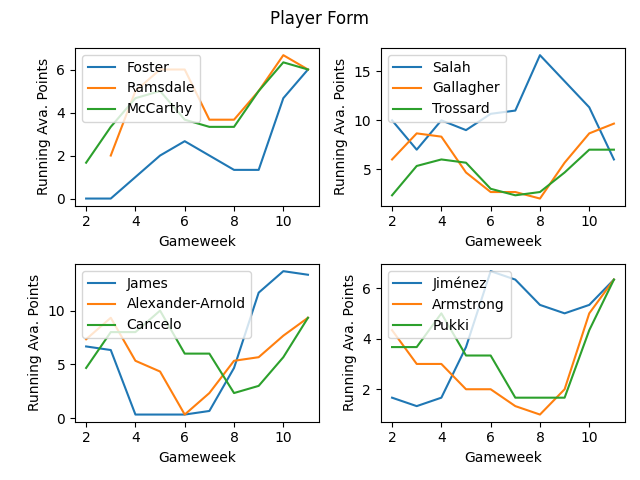 Player Form
Running Ava. Points
6
4
2
0
Foster
Ramsdale
McCarthy
2 4 6 8 10
Gameweek
Running Ava. Points
15
10
5
Salah
Gallagher
Trossard
2 4 6 8 10
Gameweek
Running Ava. Points
10
5
0
James
Alexander-Arnold
Cancelo
2 4 6 8 10
Gameweek
Running Ava. Points
6
4
2
Jiménez
Armstrong
Pukki
2 4 6 8 10
Gameweek